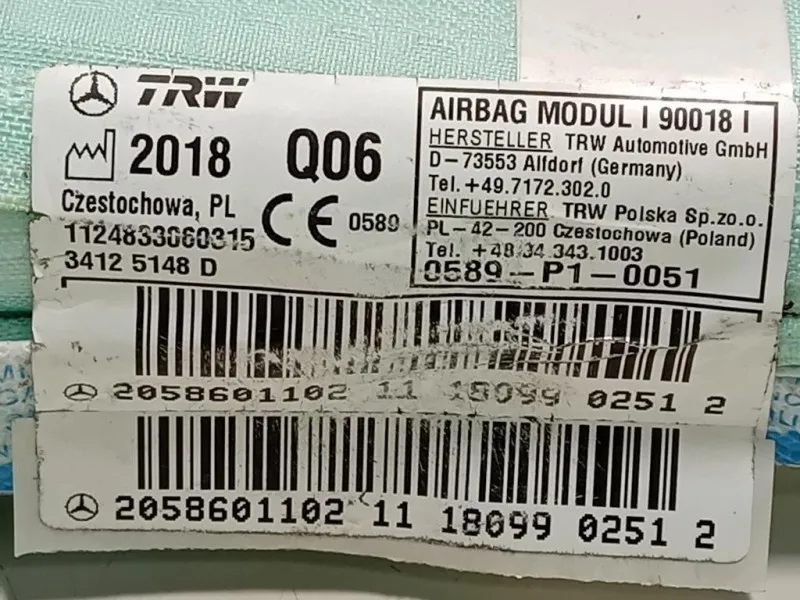 TRW
2018 Q06
Czestochowa, PL
CE 0589
1124833060315
34125148 D
AIRBAG MODUL I 90018 I
HERSTELLER TRW Automotive GmbH
D-73553 Alfdorf (Germany)
Tel.+49.7172.302.0
EINFUEHRER TRW Polska Sp.zo.o.
PL-42-200 Czestochowa (Poland)
Tel. +48/34.343.1003
0589-P1-0051
2058601102 11 18099 0251 2
2058601102 11 18099 0251 2